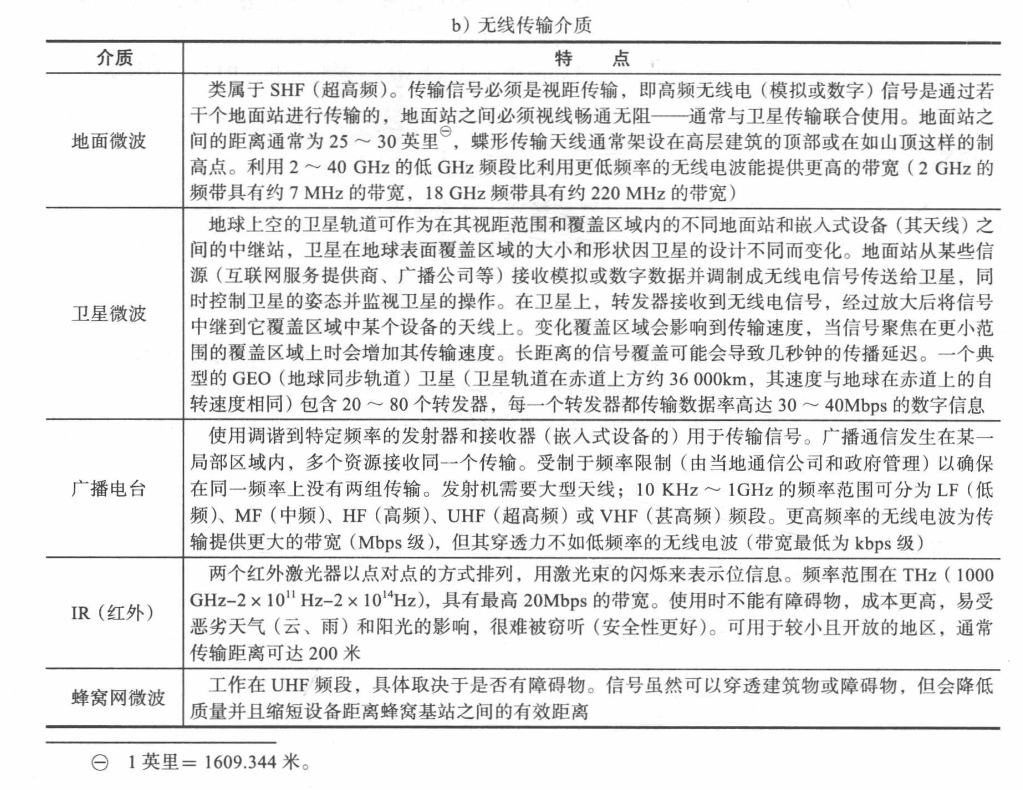 b）无线传输介质
介质
特 点
地面微波
类属于 SHF（超高频）。传输信号必须是视距传输，即高频无线电（模拟或数字）信号是通过若
干个地面站进行传输的，地面站之间必须视线畅通无阻——通常与卫星传输联合使用。地面站之
间的距离通常为 25 ～ 30 英里㊀，蝶形传输天线通常架设在高层建筑的顶部或在如山顶这样的制
高点。利用 2 ～ 40 GHz 的低 GHz 频段比利用更低频率的无线电波能提供更高的带宽（2 GHz 的
频带具有约 7 MHz 的带宽，18 GHz 频带具有约 220 MHz 的带宽）
卫星微波
地球上空的卫星轨道可作为在其视距范围和覆盖区域内的不同地面站和嵌入式设备（其天线）之
间的中继站，卫星在地球表面覆盖区域的大小和形状因卫星的设计不同而变化。地面站从某些信
源（互联网服务提供商、广播公司等）接收模拟或数字数据并调制成无线电信号传送给卫星，同
时控制卫星的姿态并监视卫星的操作。在卫星上，转发器接收到无线电信号，经过放大后将信号
中继到它覆盖区域中某个设备的天线上。变化覆盖区域会影响到传输速度，当信号聚焦在更小范
围的覆盖区域上时会增加其传输速度。长距离的信号覆盖可能会导致几秒钟的传播延迟。一个典
型的 GEO（地球同步轨道）卫星（卫星轨道在赤道上方约 36 000km，其速度与地球在赤道上的自
转速度相同）包含 20 ～ 80 个转发器，每一个转发器都传输数据率高达 30 ～ 40Mbps 的数字信息
广播电台
使用调谐到特定频率的发射器和接收器（嵌入式设备的）用于传输信号。广播通信发生在某一
局部区域内，多个资源接收同一个传输。受制于频率限制（由当地通信公司和政府管理）以确保
在同一频率上没有两组传输。发射机需要大型天线；10 KHz ～ 1GHz 的频率范围可分为 LF（低
频）、MF（中频）、HF（高频）、UHF（超高频）或 VHF（甚高频）频段。更高频率的无线电波为传
输提供更大的带宽（Mbps 级），但其穿透力不如低频率的无线电波（带宽最低为 kbps 级）
IR（红外）
两个红外激光器以点对点的方式排列，用激光束的闪烁来表示位信息。频率范围在 THz（1000
GHz–2 × 10¹¹ Hz–2 × 10¹⁴Hz），具有最高 20Mbps 的带宽。使用时不能有障碍物，成本更高，易受
恶劣天气（云、雨）和阳光的影响，很难被窃听（安全性更好）。可用于较小且开放的地区，通常
传输距离可达 200 米
蜂窝网微波
工作在 UHF 频段，具体取决于是否有障碍物。信号虽然可以穿透建筑物或障碍物，但会降低
质量并且缩短设备距离蜂窝基站之间的有效距离
㊀ 1 英里＝ 1609.344 米。